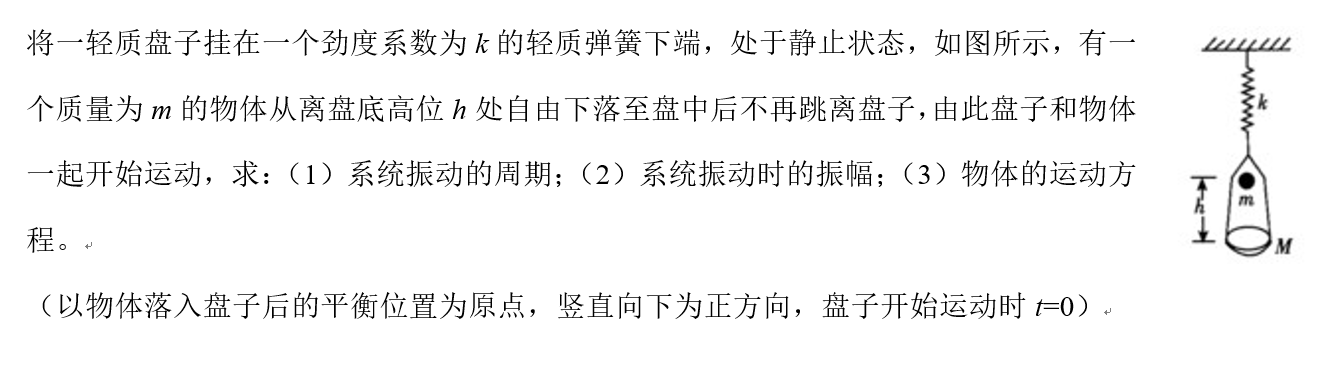 将一轻质盘子挂在一个劲度系数为 k 的轻质弹簧下端，处于静止状态，如图所示，有一
个质量为 m 的物体从离盘底高位 h 处自由下落至盘中后不再跳离盘子，由此盘子和物体
一起开始运动，求：（1）系统振动的周期；（2）系统振动时的振幅；（3）物体的运动方
程。
（以物体落入盘子后的平衡位置为原点，竖直向下为正方向，盘子开始运动时 t=0）
k
m
h
M